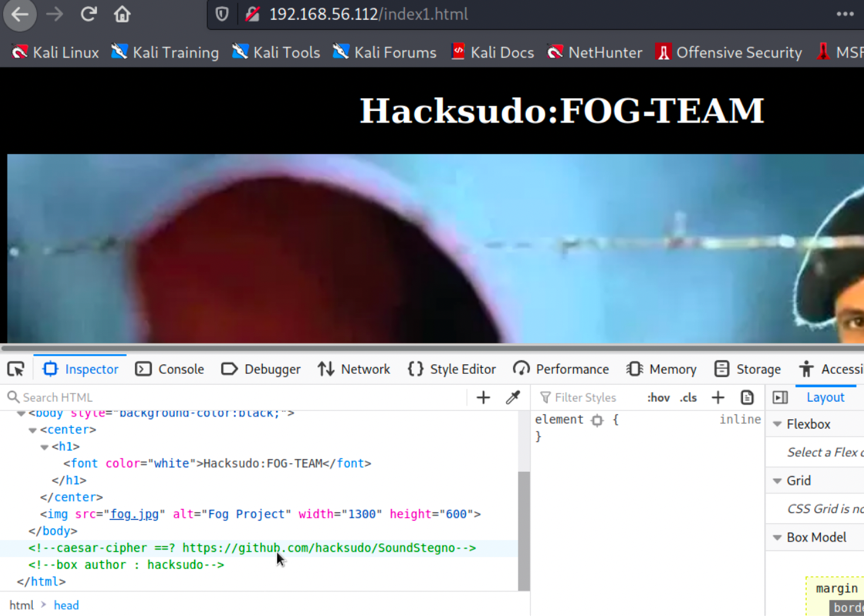 192.168.56.112/index1.html
Kali Linux Kali Training Kali Tools Kali Forums Kali Docs NetHunter Offensive Security MSF
Hacksudo:FOG-TEAM
Inspector Console Debugger Network {} Style Editor Performance Memory Storage Accessi
Search HTML + Filter Styles :hov .cls + Layout
<body style="background-color:black;">
<center>
<h1>
<font color="white">Hacksudo:FOG-TEAM</font>
</h1>
</center>
<img src="fog.jpg" alt="Fog Project" width="1300" height="600">
</body>
<!--caesar-cipher ==? https://github.com/hacksudo/SoundStegno-->
<!--box author : hacksudo-->
</html>
html > head
element { inline
}
Flexbox
Select a Flex c
Grid
CSS Grid is no
Box Model
margin
bord